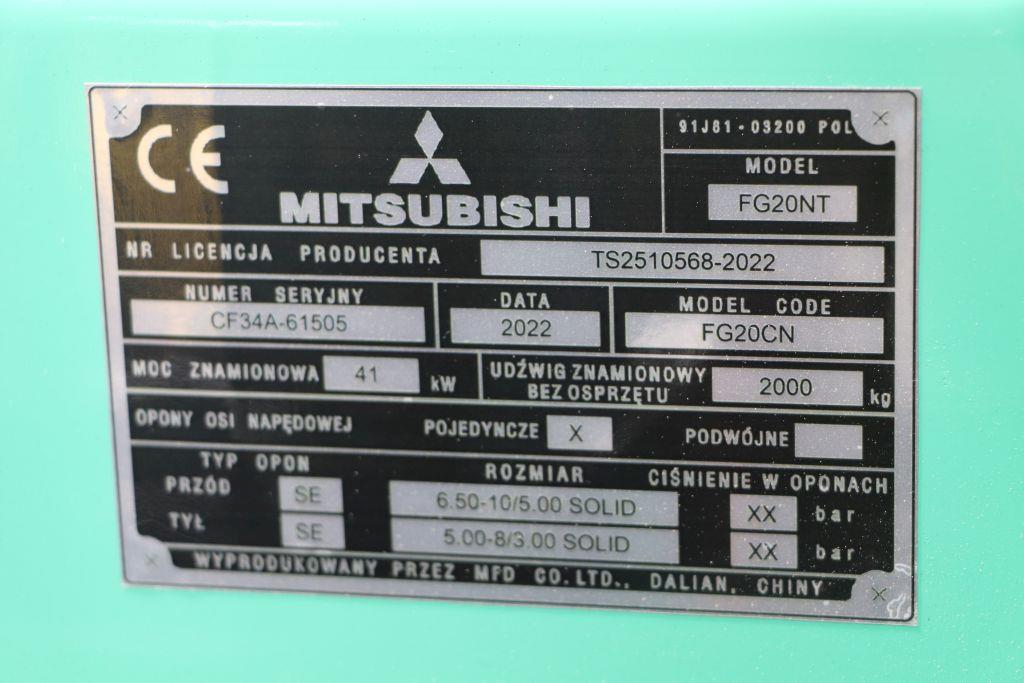 CE
MITSUBISHI
91J81-03200 POL
MODEL
FG20NT
NR LICENCJA PRODUCENTA TS2510568-2022
NUMER SERYJNY DATA MODEL CODE
CF34A-61505 2022 FG20CN
MOC ZNAMIONOWA 41 kW UDŹWIG ZNAMIONOWY BEZ OSPRZĘTU 2000 kg
OPONY OSI NAPĘDOWEJ POJEDYNCZE X PODWÓJNE
TYP OPON ROZMIAR CIŚNIENIE W OPONACH
PRZÓD SE 6.50-10/5.00 SOLID XX bar
TYŁ SE 5.00-8/3.00 SOLID XX bar
WYPRODUKOWANY PRZEZ MFD CO.LTD., DALIAN, CHINY